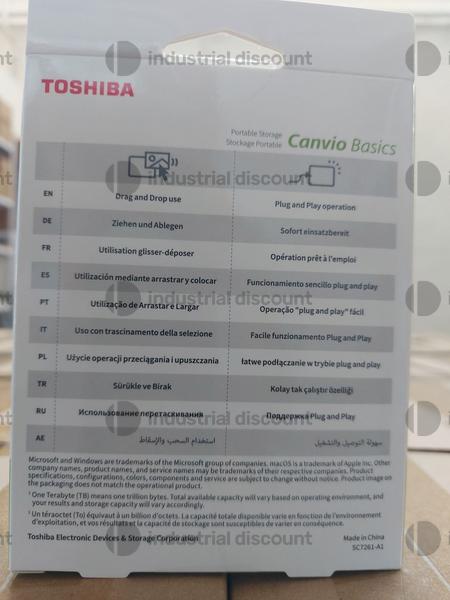 industrial discount
TOSHIBA
Portable Storage
Stockage Portable
Canvio Basics
EN Drag and Drop use Plug and Play operation
DE Ziehen und Ablegen Sofort einsatzbereit
FR Utilisation glisser-déposer Opération prêt à l'emploi
ES Utilización mediante arrastrar y colocar Funcionamiento sencillo plug and play
PT Utilização de Arrastar e Largar Operação "plug and play" fácil
IT Uso con trascinamento della selezione Facile funzionamento Plug and Play
PL Użycie operacji przeciągania i upuszczania łatwe podłączanie w trybie plug and play
TR Sürükle ve Bırak Kolay tak çalıştır özelliği
RU Использование перетаскивания Поддержка Plug and Play
AE استخدام السحب والإسقاط سهولة التوصيل والتشغيل
Microsoft and Windows are trademarks of the Microsoft group of companies. macOS is a trademark of Apple Inc. Other
company names, product names, and service names may be trademarks of their respective companies. Product
specifications, configurations, colors, components and service are subject to change without notice. Product image on
the packaging does not match the operational product.
¹ One Terabyte (TB) means one trillion bytes. Total available capacity will vary based on operating environment, and
your results and storage capacity will vary accordingly.
¹ Un téraoctet (To) équivaut à un billion d'octets. La capacité totale disponible varie en fonction de l'environnement
d'exploitation, et vos résultats et la capacité de stockage sont susceptibles de varier en conséquence.
Toshiba Electronic Devices & Storage Corporation
Made in China
SC7261-A1